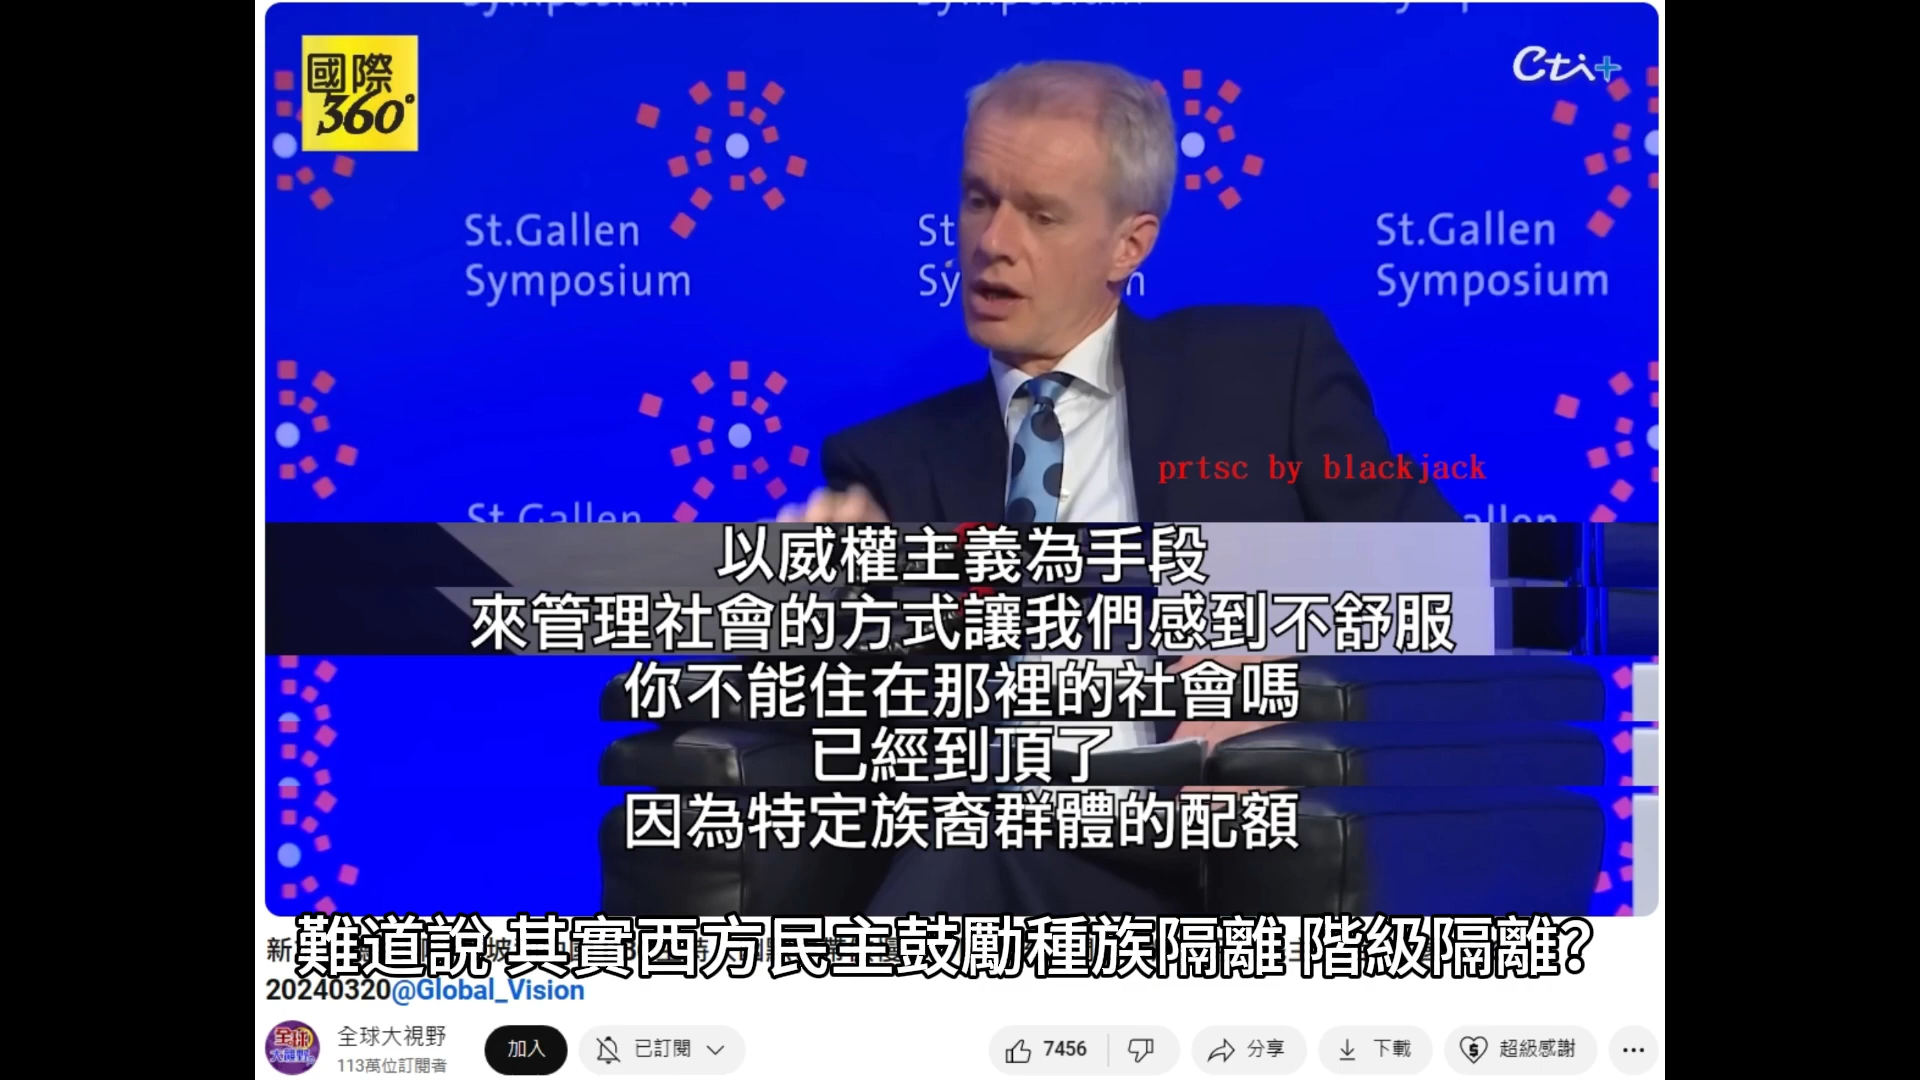 Symposium
Symposium
國際
360°
Cti+
St.Gallen
Symposium
St.Gallen
Symposium
prtsc by blackjack
St.Gallen
以威權主義為手段
來管理社會的方式讓我們感到不舒服
你不能住在那裡的社會嗎
已經到頂了
因為特定族裔群體的配額
難道說 其實西方民主鼓勵種族隔離 階級隔離?
20240320@Global_Vision
全球大視野
113萬位訂閱者
加入
已訂閱
7456
分享
下載
超級感謝